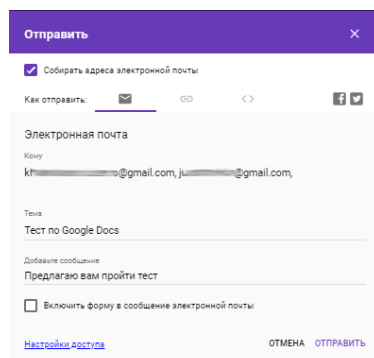 Отправить
Собирать адреса электронной почты
Как отправить:
Электронная почта
Кому
@gmail.com, @gmail.com,
Тема
Тест по Google Docs
Добавьте сообщение
Предлагаю вам пройти тест
Включить форму в сообщение электронной почты
Настройки доступа ОТМЕНА ОТПРАВИТЬ